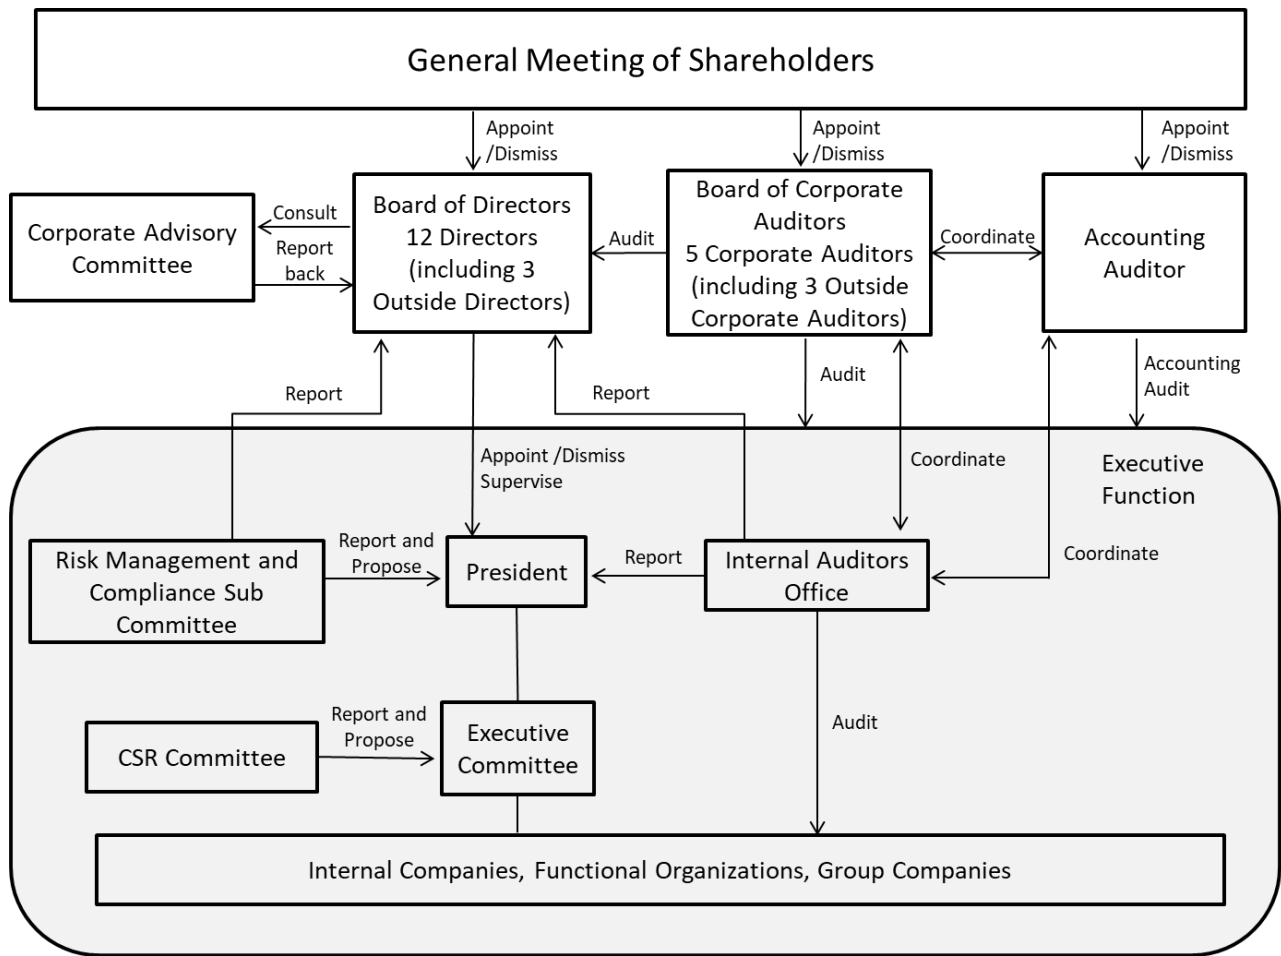 General Meeting of Shareholders
Appoint
/Dismiss
Appoint
/Dismiss
Appoint
/Dismiss
Corporate Advisory
Committee
Consult
Report
back
Board of Directors
12 Directors
(including 3
Outside Directors)
Audit
Board of Corporate
Auditors
5 Corporate Auditors
(including 3 Outside
Corporate Auditors)
Coordinate
Accounting
Auditor
Report
Report
Audit
Accounting
Audit
Appoint /Dismiss
Supervise
Coordinate
Executive
Function
Risk Management and
Compliance Sub
Committee
Report and
Propose
President
Report
Internal Auditors
Office
Coordinate
CSR Committee
Report and
Propose
Executive
Committee
Audit
Internal Companies, Functional Organizations, Group Companies